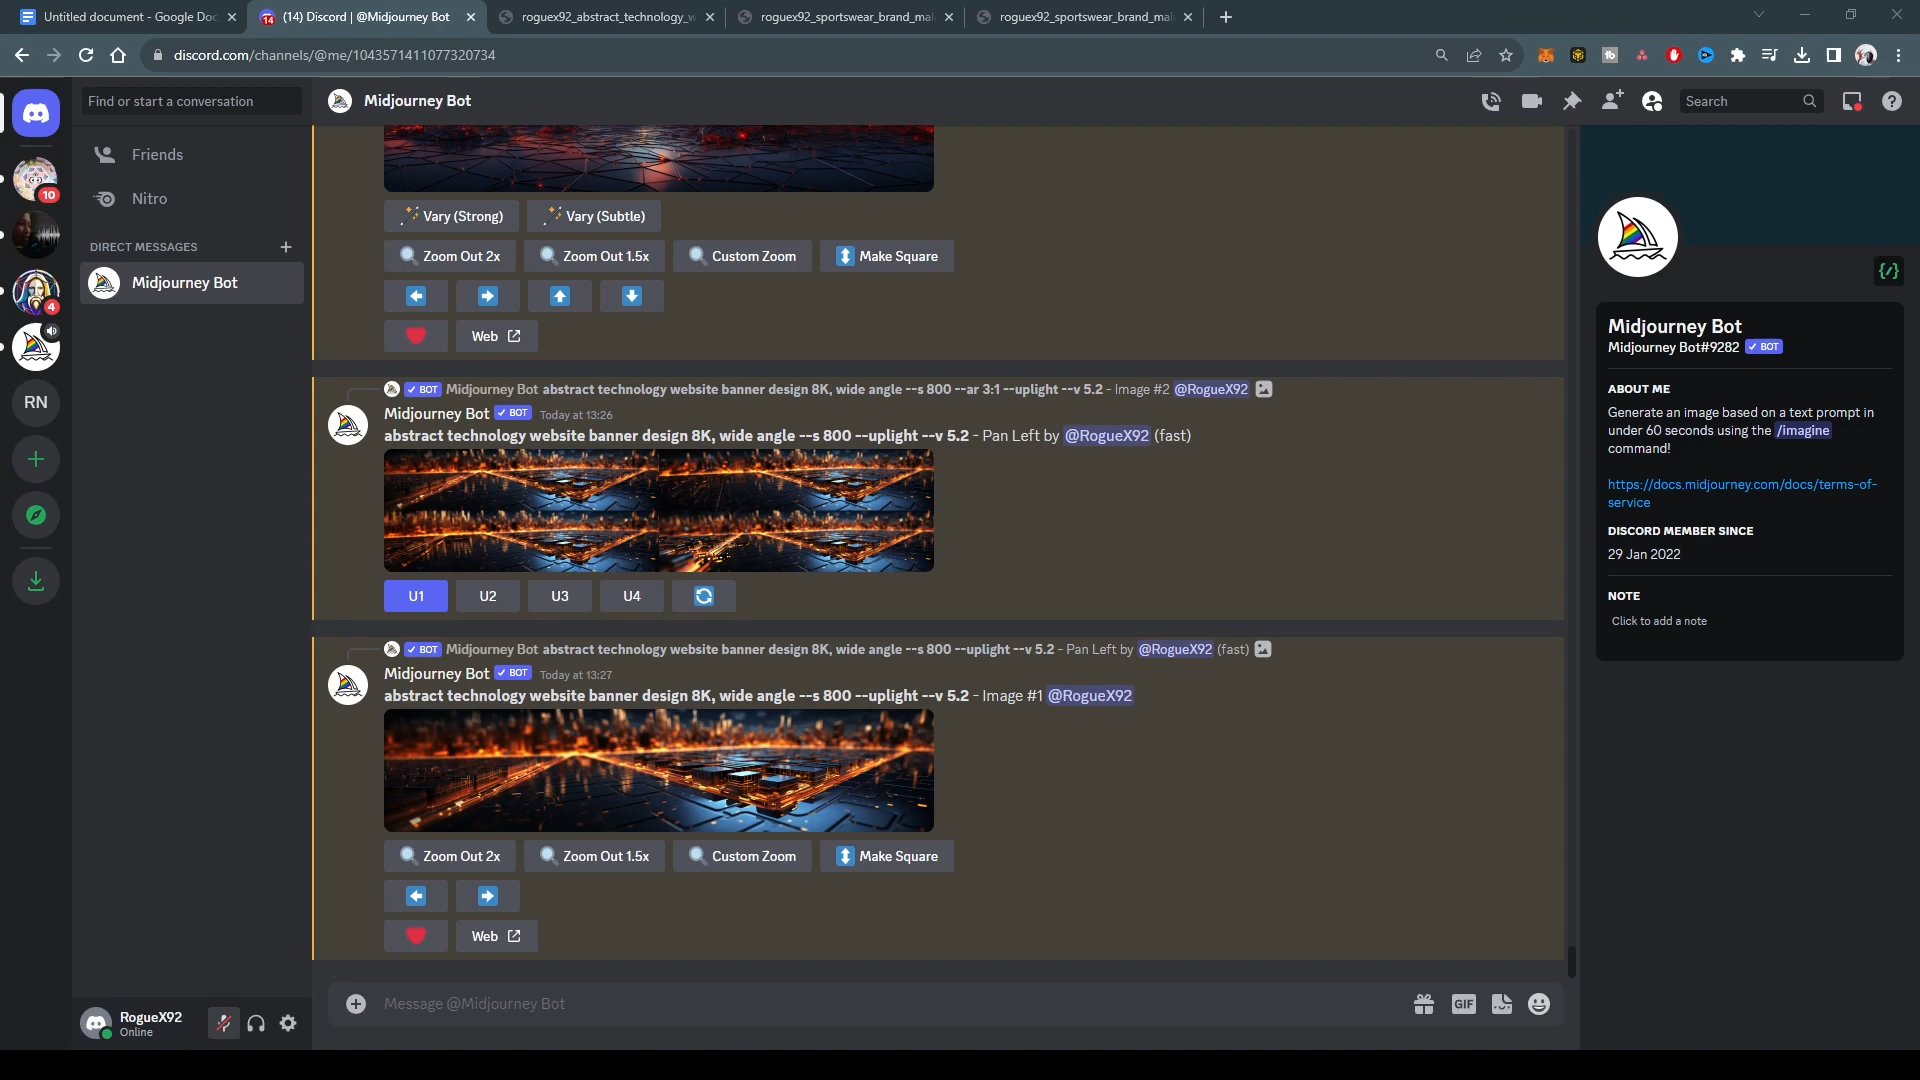 Untitled document - Google Doc
(14) Discord | @Midjourney Bot
roguex92_abstract_technology_w
roguex92_sportswear_brand_mal
roguex92_sportswear_brand_mal
discord.com/channels/@me/1043571411077320734
Find or start a conversation
Midjourney Bot
Search
Friends
Nitro
DIRECT MESSAGES
Midjourney Bot
10
4
RN
Vary (Strong)
Vary (Subtle)
Zoom Out 2x
Zoom Out 1.5x
Custom Zoom
Make Square
Web
BOT Midjourney Bot abstract technology website banner design 8K, wide angle --s 800 --ar 3:1 --uplight --v 5.2 - Image #2 @RogueX92
Midjourney Bot BOT Today at 13:26
abstract technology website banner design 8K, wide angle --s 800 --uplight --v 5.2 - Pan Left by @RogueX92 (fast)
U1
U2
U3
U4
BOT Midjourney Bot abstract technology website banner design 8K, wide angle --s 800 --uplight --v 5.2 - Pan Left by @RogueX92 (fast)
Midjourney Bot BOT Today at 13:27
abstract technology website banner design 8K, wide angle --s 800 --uplight --v 5.2 - Image #1 @RogueX92
Zoom Out 2x
Zoom Out 1.5x
Custom Zoom
Make Square
Web
Message @Midjourney Bot
GIF
RogueX92
Online
{/}
Midjourney Bot
Midjourney Bot#9282 BOT
ABOUT ME
Generate an image based on a text prompt in
under 60 seconds using the /imagine
command!
https://docs.midjourney.com/docs/terms-of-
service
DISCORD MEMBER SINCE
29 Jan 2022
NOTE
Click to add a note